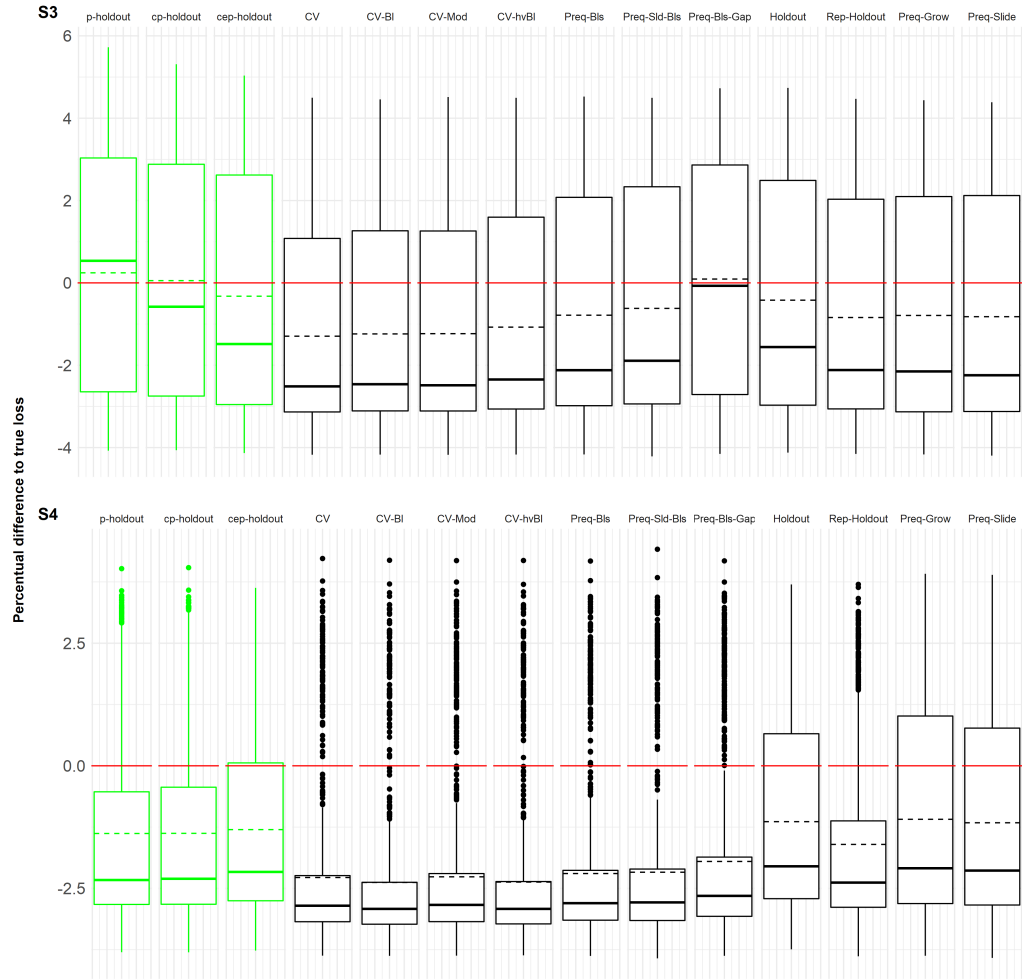 S3
p-holdout cp-holdout cep-holdout CV CV-Bl CV-Mod CV-hvBl Preq-Bls Preq-Sld-Bls Preq-Bls-Gap Holdout Rep-Holdout Preq-Grow Preq-Slide
6
4
2
0
-2
-4
Percentual difference to true loss
S4
p-holdout cp-holdout cep-holdout CV CV-Bl CV-Mod CV-hvBl Preq-Bls Preq-Sld-Bls Preq-Bls-Gap Holdout Rep-Holdout Preq-Grow Preq-Slide
2.5
0.0
-2.5